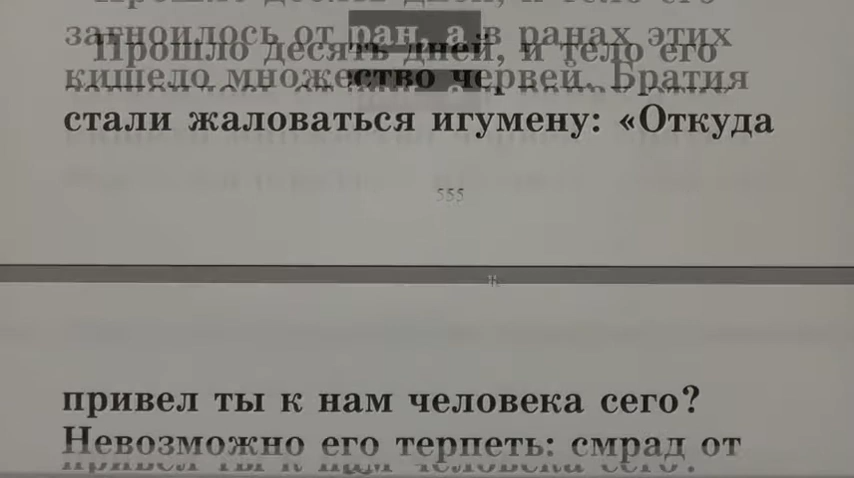 Прошло десять дней, и тело его
загноилось от ран, а в ранах этих
кишело множество червей. Братия
стали жаловаться игумену: «Откуда
555
привел ты к нам человека сего?
Невозможно его терпеть: смрад от